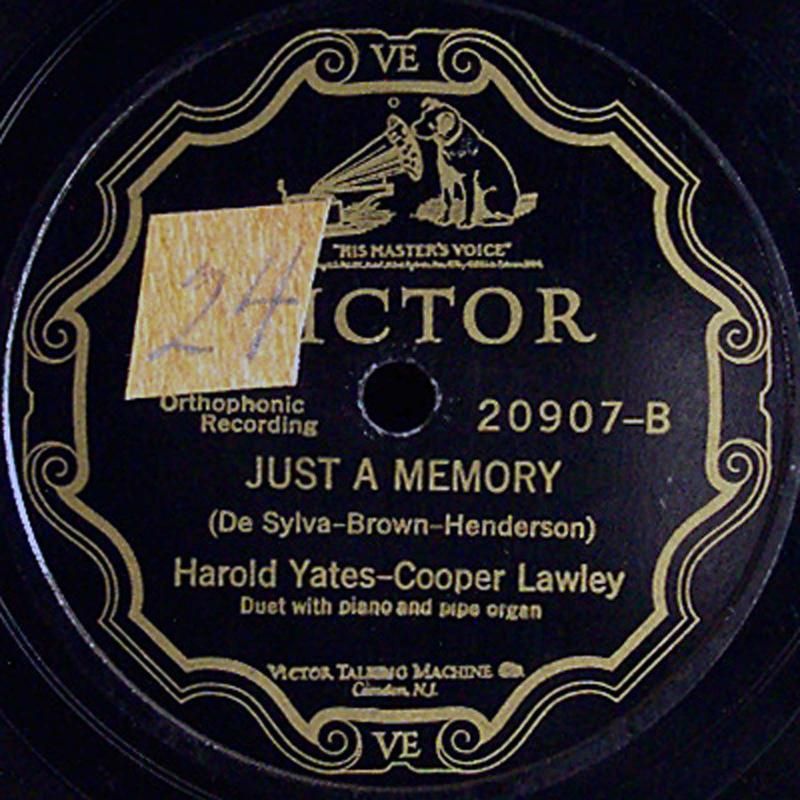 VE
"HIS MASTER'S VOICE"
24
ICTOR
Orthophonic
Recording
20907-B
JUST A MEMORY
(De Sylva-Brown-Henderson)
Harold Yates-Cooper Lawley
Duet with piano and pipe organ
VICTOR TALKING MACHINE CO.
Camden, N.J.
VE